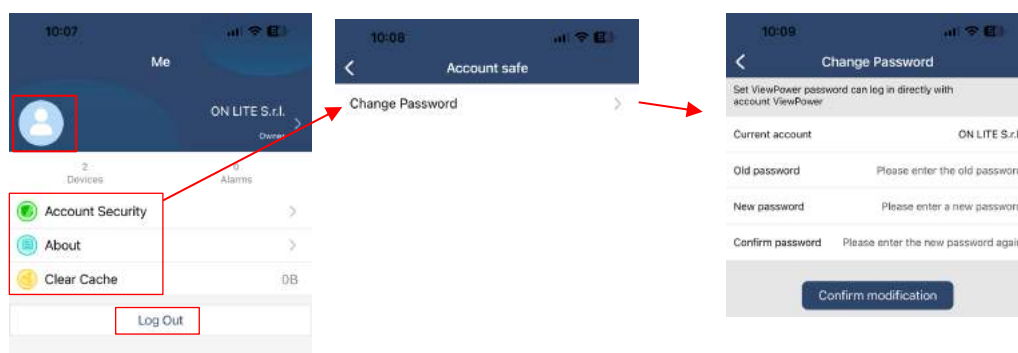 10:07
Me
ON LITE S.r.l.
Owner
2
0
Devices
Alarms
Account Security
About
Clear Cache
0B
Log Out
10:08
Account safe
Change Password
10:09
Change Password
Set ViewPower password can log in directly with
account ViewPower
Current account
ON LITE S.r.l
Old password
Please enter the old passwor
New password
Please enter a new passwor
Confirm password
Please enter the new password agai
Confirm modification